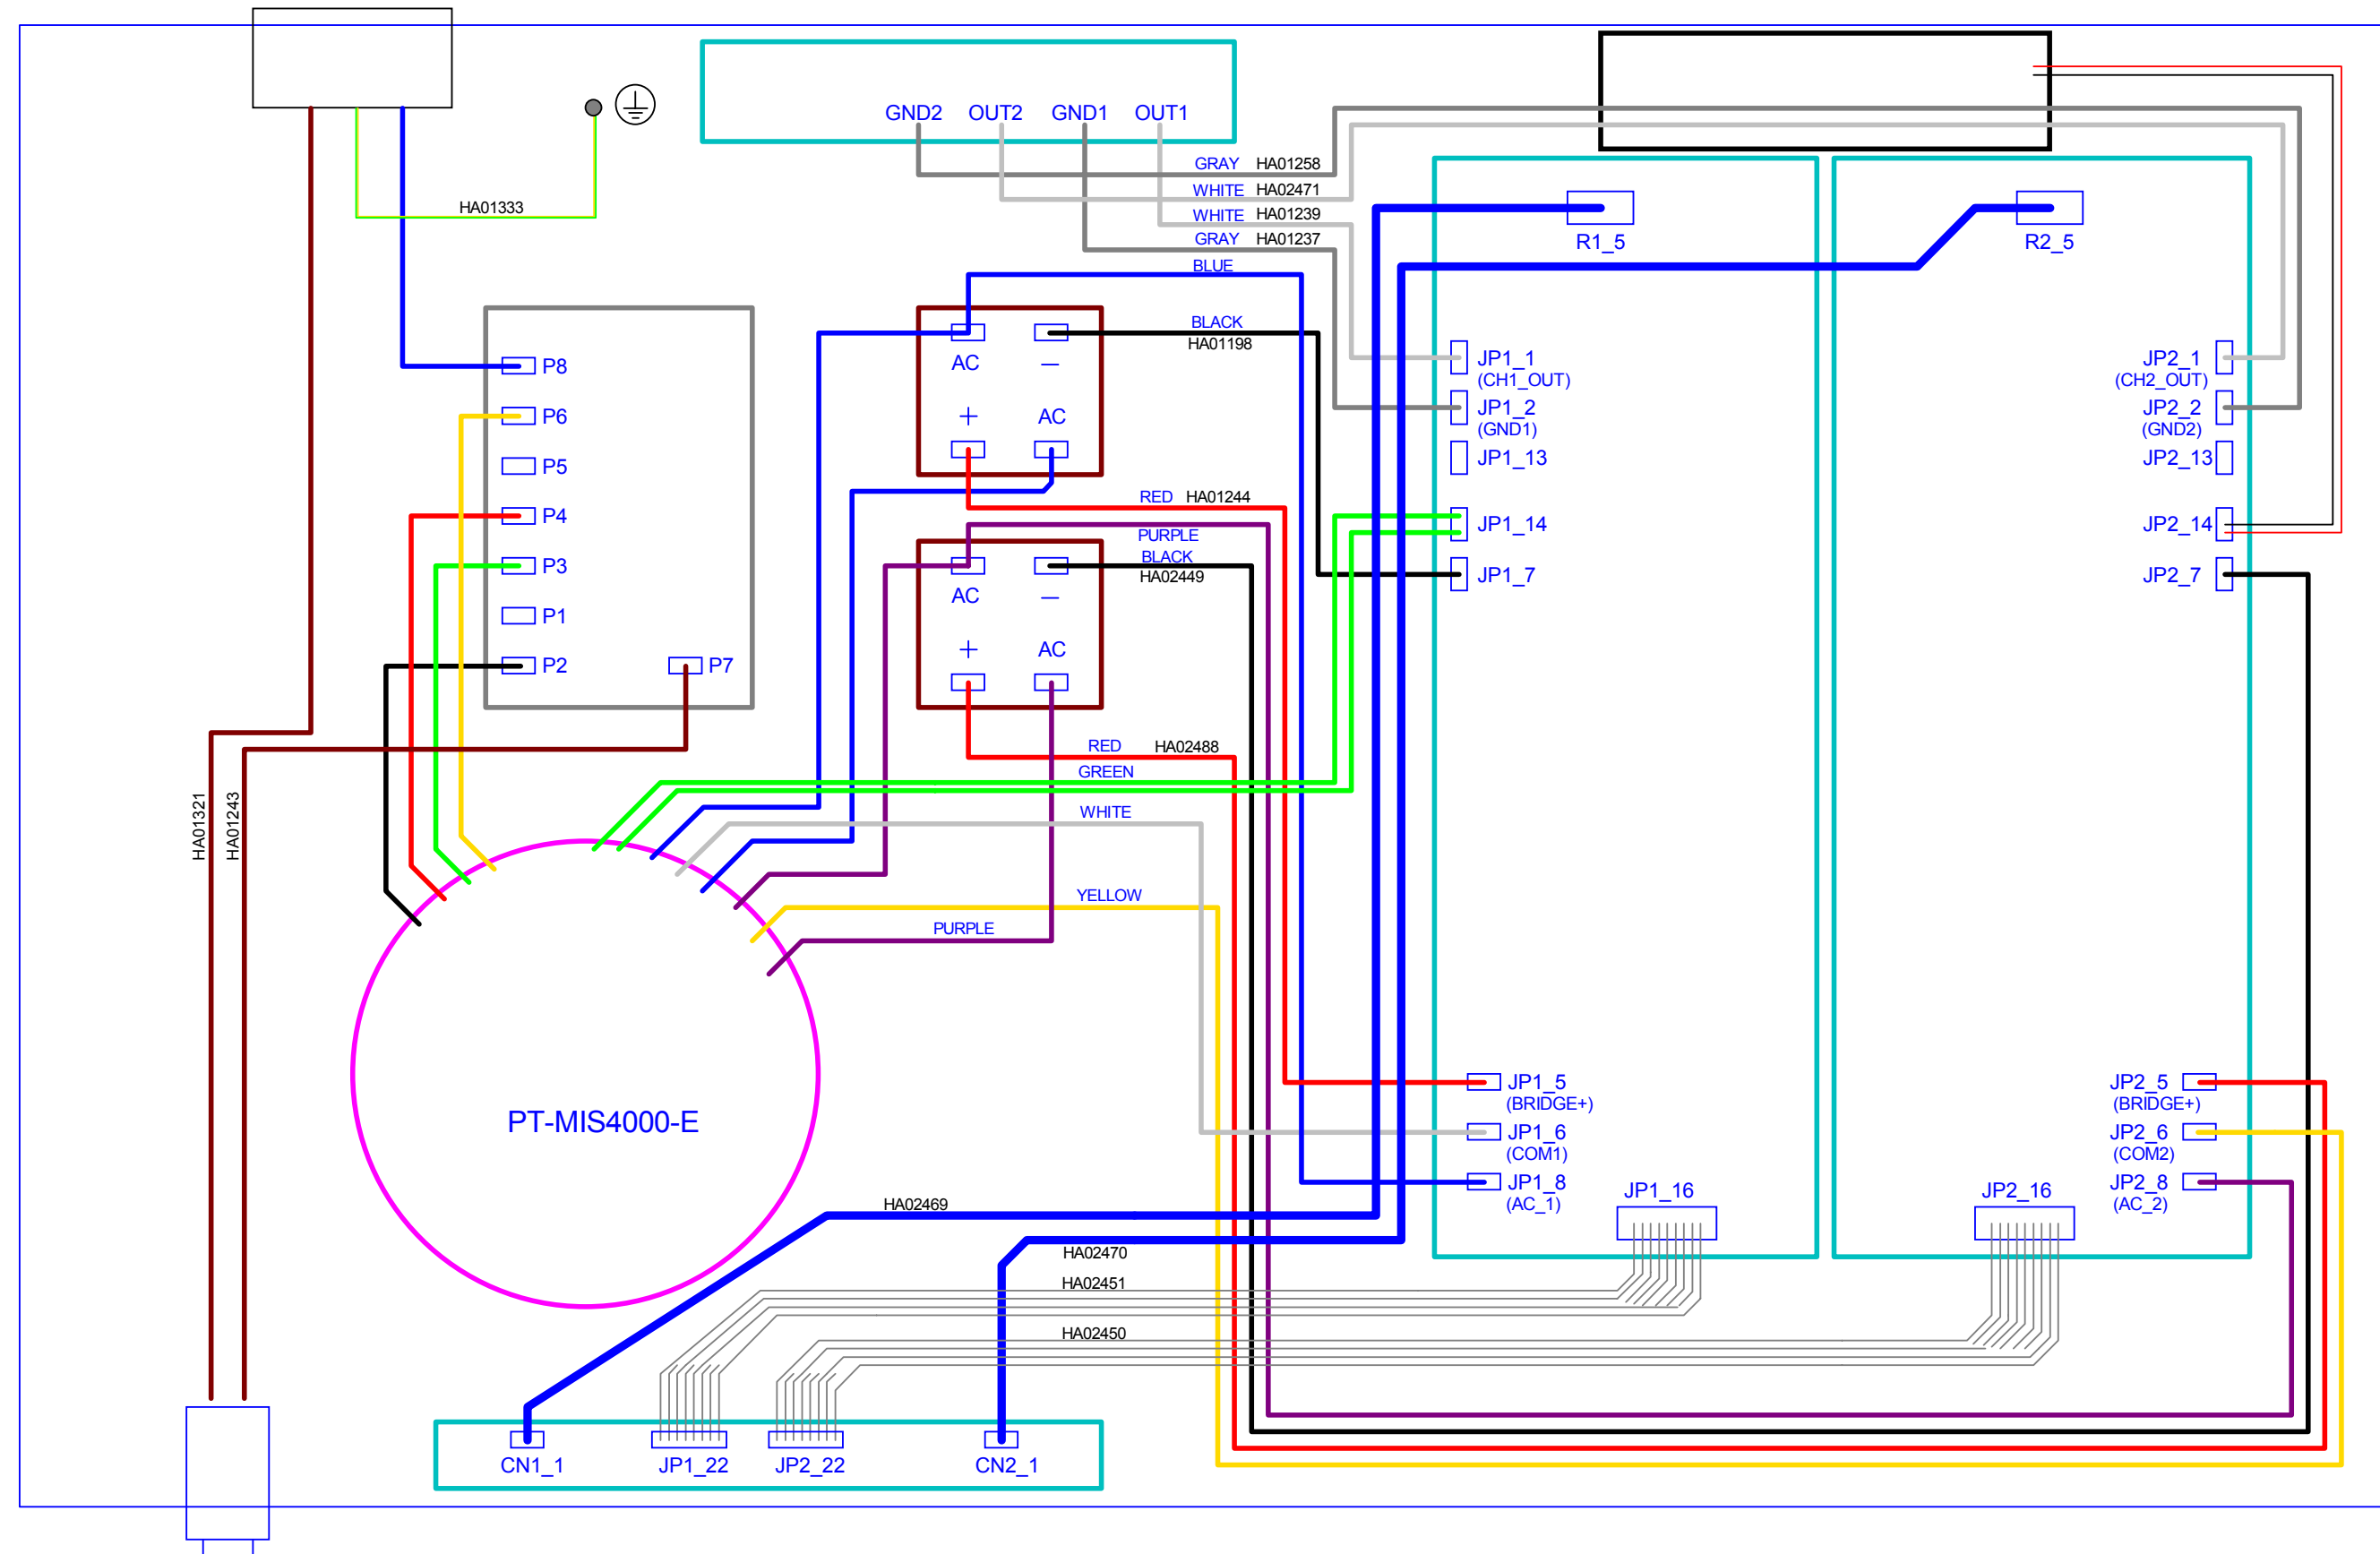 GND2 OUT2 GND1 OUT1
GRAY HA01258
WHITE HA02471
HA01333
WHITE HA01239
GRAY HA01237
BLUE
R1_5
R2_5
BLACK
HA01198
AC –
+ AC
P8
P6
P5
P4
P3
P1
P2
P7
JP1_1
(CH1_OUT)
JP1_2
(GND1)
JP1_13
JP1_14
JP1_7
JP2_1
(CH2_OUT)
JP2_2
(GND2)
JP2_13
JP2_14
JP2_7
RED HA01244
PURPLE
BLACK
HA02449
AC –
+ AC
RED HA02488
GREEN
WHITE
YELLOW
PURPLE
HA01321
HA01243
PT-MIS4000-E
JP1_5
(BRIDGE+)
JP1_6
(COM1)
JP1_8
(AC_1)
JP1_16
JP2_16
JP2_5
(BRIDGE+)
JP2_6
(COM2)
JP2_8
(AC_2)
HA02469
HA02470
HA02451
HA02450
CN1_1 JP1_22 JP2_22 CN2_1